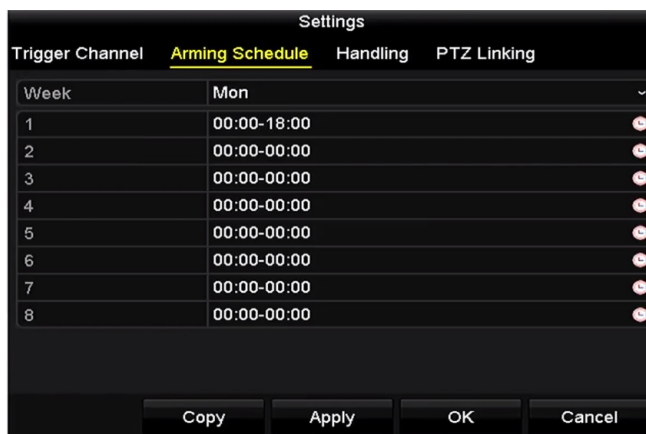 Settings
Trigger Channel Arming Schedule Handling PTZ Linking
Week Mon
1 00:00-18:00
2 00:00-00:00
3 00:00-00:00
4 00:00-00:00
5 00:00-00:00
6 00:00-00:00
7 00:00-00:00
8 00:00-00:00
Copy Apply OK Cancel